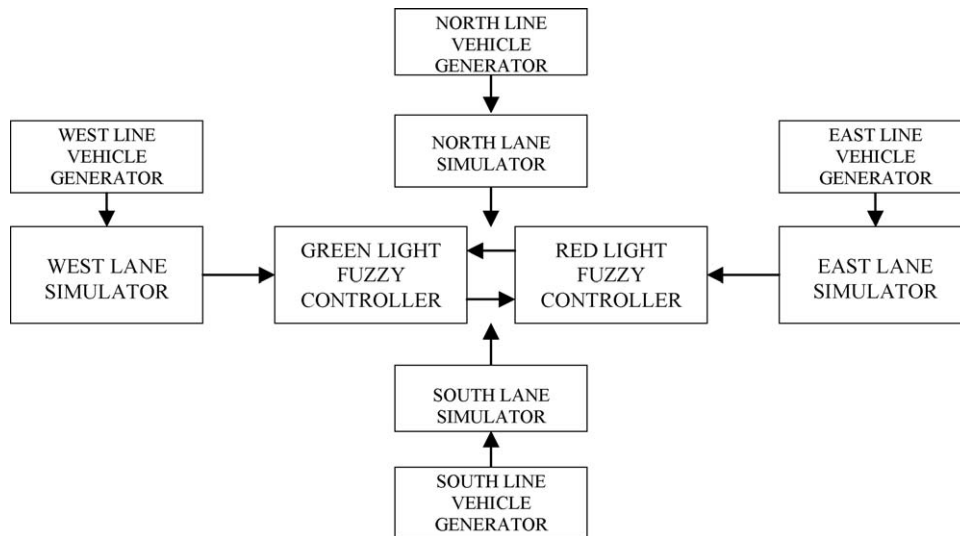 NORTH LINE
VEHICLE
GENERATOR
WEST LINE
VEHICLE
GENERATOR
NORTH LANE
SIMULATOR
EAST LINE
VEHICLE
GENERATOR
WEST LANE
SIMULATOR
GREEN LIGHT
FUZZY
CONTROLLER
RED LIGHT
FUZZY
CONTROLLER
EAST LANE
SIMULATOR
SOUTH LANE
SIMULATOR
SOUTH LINE
VEHICLE
GENERATOR